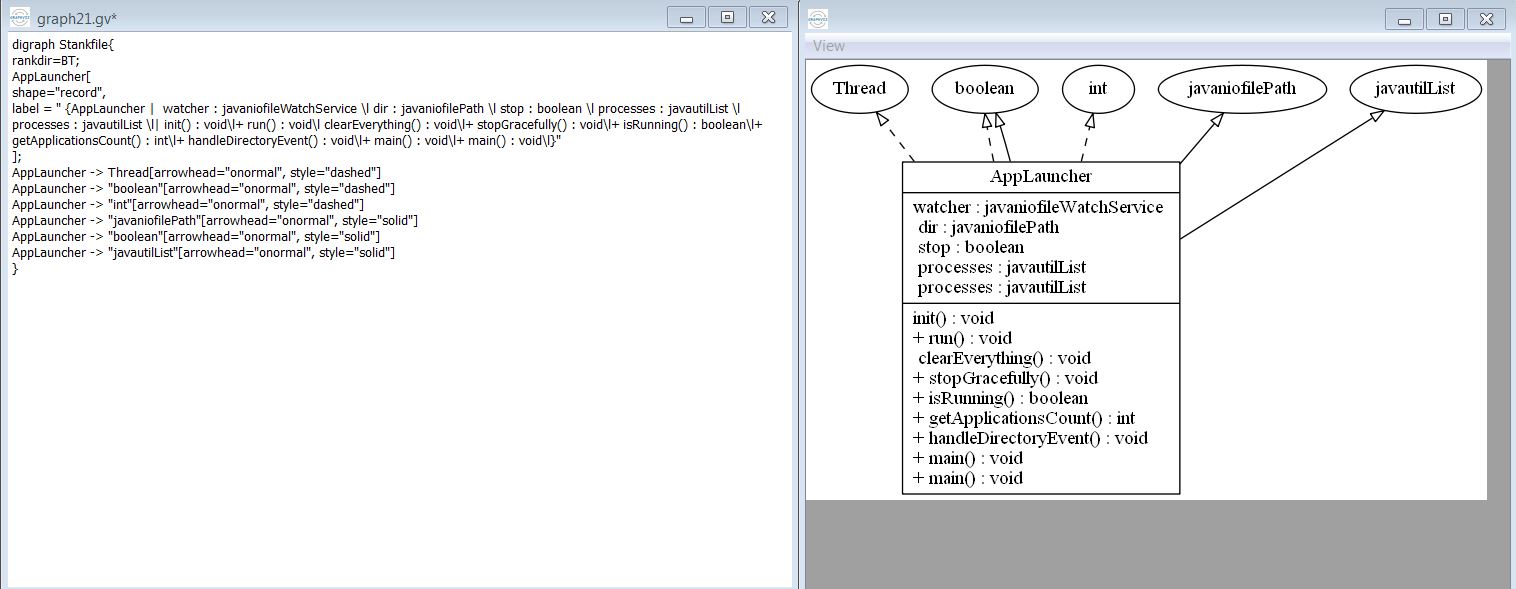 graph21.gv*
digraph Stankfile{
rankdir=BT;
AppLauncher[
shape="record",
label = " {AppLauncher |  watcher : javaniofileWatchService \l dir : javaniofilePath \l stop : boolean \l processes : javautilList \l
processes : javautilList \l| init() : void\l+ run() : void\l clearEverything() : void\l+ stopGracefully() : void\l+ isRunning() : boolean\l+
getApplicationsCount() : int\l+ handleDirectoryEvent() : void\l+ main() : void\l+ main() : void\l}"
];
AppLauncher -> Thread[arrowhead="onormal", style="dashed"]
AppLauncher -> "boolean"[arrowhead="onormal", style="dashed"]
AppLauncher -> "int"[arrowhead="onormal", style="dashed"]
AppLauncher -> "javaniofilePath"[arrowhead="onormal", style="solid"]
AppLauncher -> "boolean"[arrowhead="onormal", style="solid"]
AppLauncher -> "javautilList"[arrowhead="onormal", style="solid"]
}
View
Thread
boolean
int
javaniofilePath
javautilList
AppLauncher
watcher : javaniofileWatchService
dir : javaniofilePath
stop : boolean
processes : javautilList
processes : javautilList
init() : void
+ run() : void
clearEverything() : void
+ stopGracefully() : void
+ isRunning() : boolean
+ getApplicationsCount() : int
+ handleDirectoryEvent() : void
+ main() : void
+ main() : void